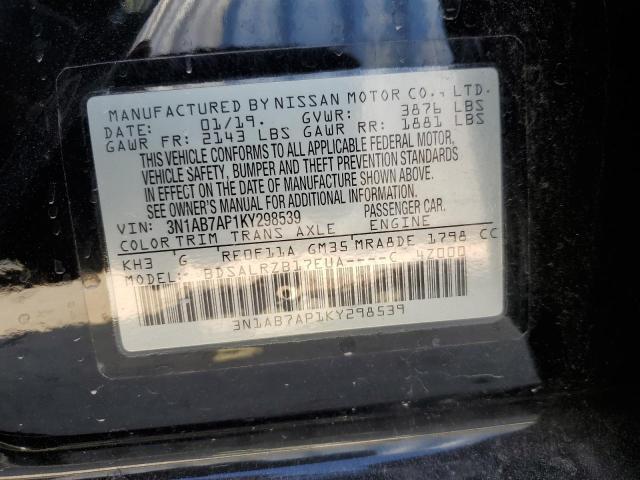 MANUFACTURED BY NISSAN MOTOR CO., LTD.
DATE: 01/19. GVWR: 3876 LBS
GAWR FR: 2143 LBS GAWR RR: 1881 LBS
THIS VEHICLE CONFORMS TO ALL APPLICABLE FEDERAL MOTOR
VEHICLE SAFETY, BUMPER, AND THEFT PREVENTION STANDARDS
IN EFFECT ON THE DATE OF MANUFACTURE SHOWN ABOVE.
SEE OWNER'S MANUAL FOR ADDITIONAL INFORMATION
VIN: 3N1AB7AP1KY298539 PASSENGER CAR.
COLOR TRIM TRANS AXLE ENGINE
KH3 G RE0F11A GM35 MRA8DE 1798 CC
MODEL: BDSALRZB17EUA----C 4Z000
3N1AB7AP1KY298539